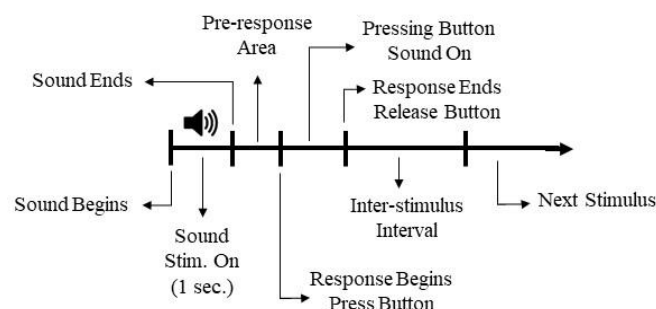 Pre-response
Area
Pressing Button
Sound On
Sound Ends
Response Ends
Release Button
Sound Begins
Sound
Stim. On
(1 sec.)
Inter-stimulus
Interval
Next Stimulus
Response Begins
Press Button